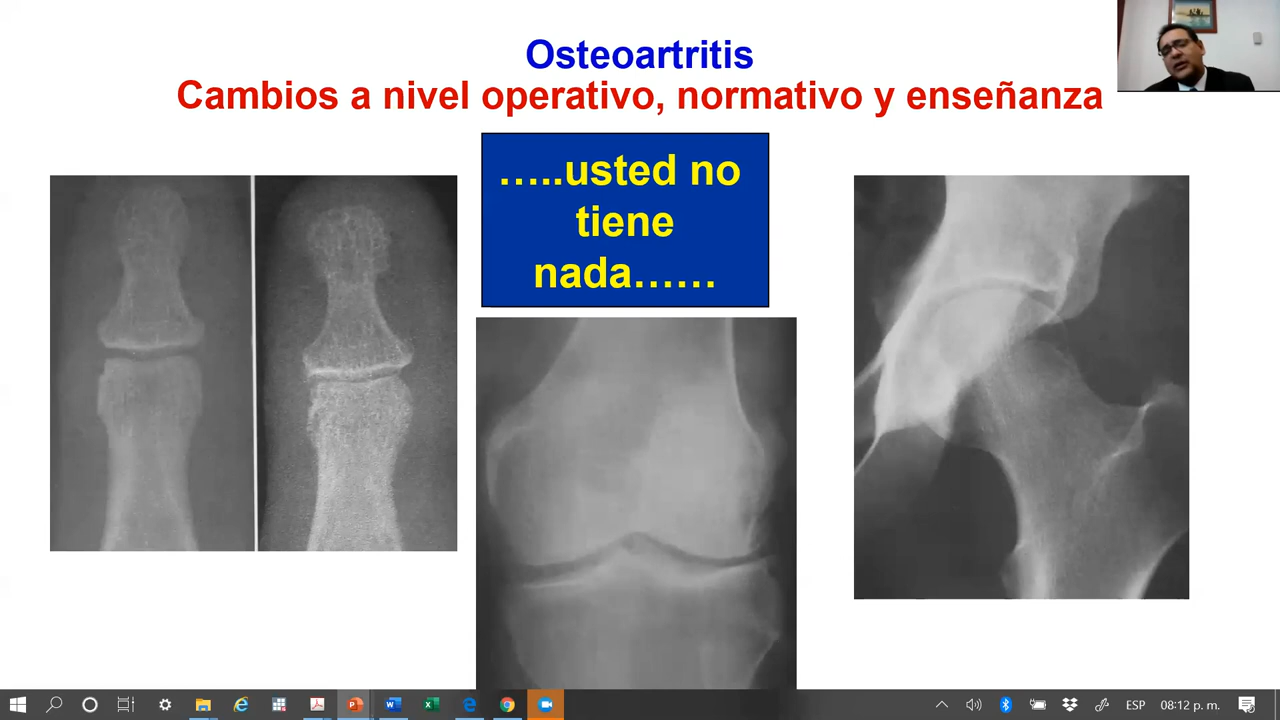 Osteoartritis
Cambios a nivel operativo, normativo y enseñanza
…..usted no
tiene
nada……
ESP
08:12 p. m.